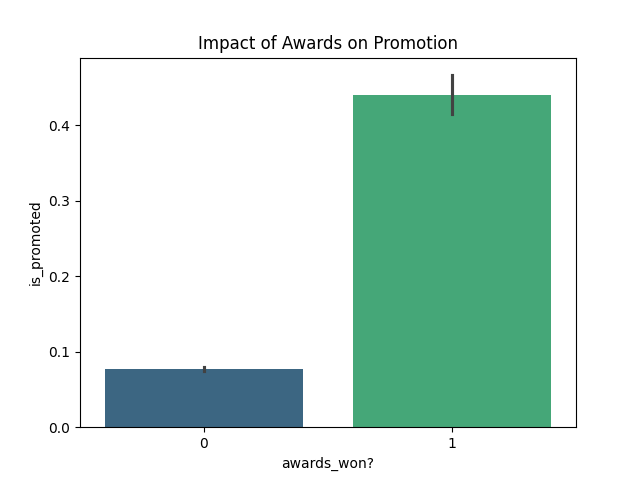 Impact of Awards on Promotion
is_promoted
0.4
0.3
0.2
0.1
0.0
0
1
awards_won?